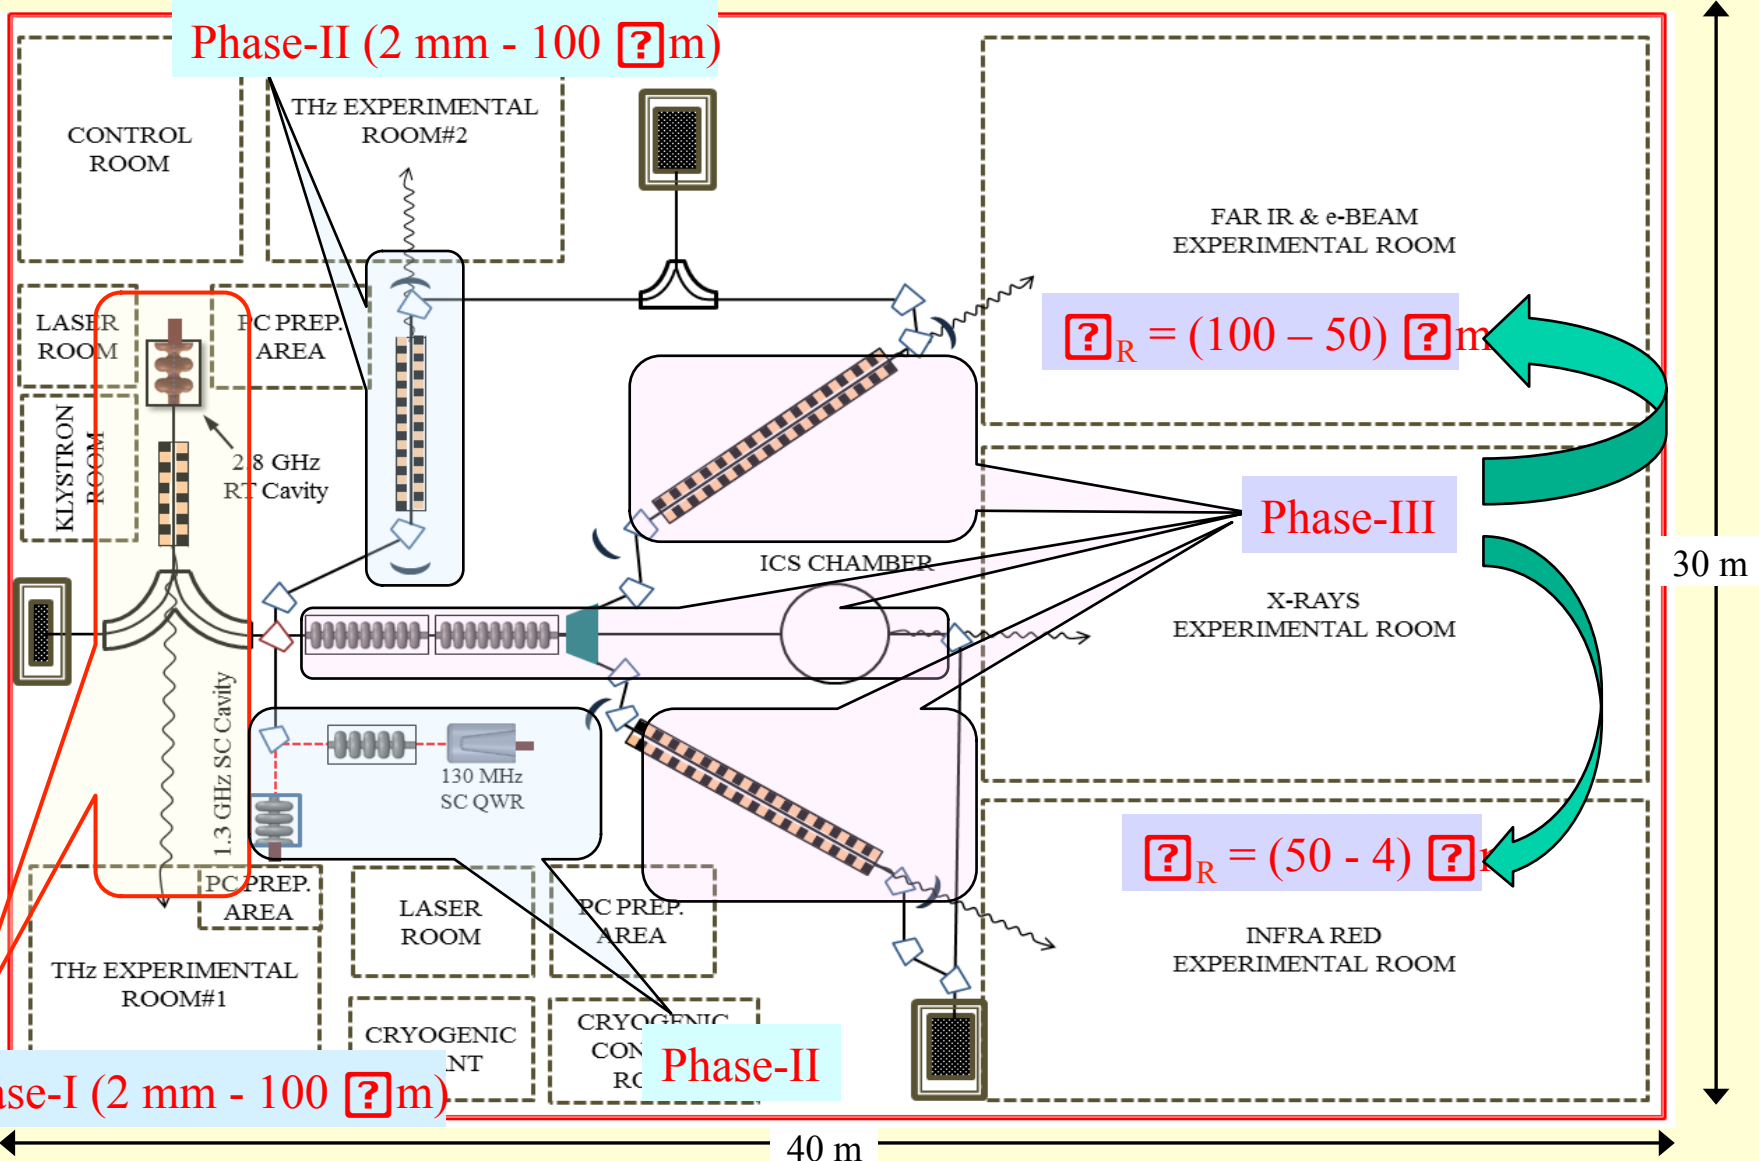 Phase-II (2 mm - 100 �m)
CONTROL
ROOM
THz EXPERIMENTAL
ROOM#2
FAR IR & e-BEAM
EXPERIMENTAL ROOM
LASER
ROOM
PC PREP.
AREA
�R = (100 – 50) �m
KLYSTRON
ROOM
2.8 GHz
RT Cavity
Phase-III
ICS CHAMBER
30 m
X-RAYS
EXPERIMENTAL ROOM
1.3 GHz SC Cavity
130 MHz
SC QWR
�R = (50 - 4) �
PC PREP.
AREA
LASER
ROOM
PC PREP.
AREA
INFRA RED
EXPERIMENTAL ROOM
THz EXPERIMENTAL
ROOM#1
CRYOGENIC
CRYOGENIC
Phase-II
ase-I (2 mm - 100 �m)
40 m